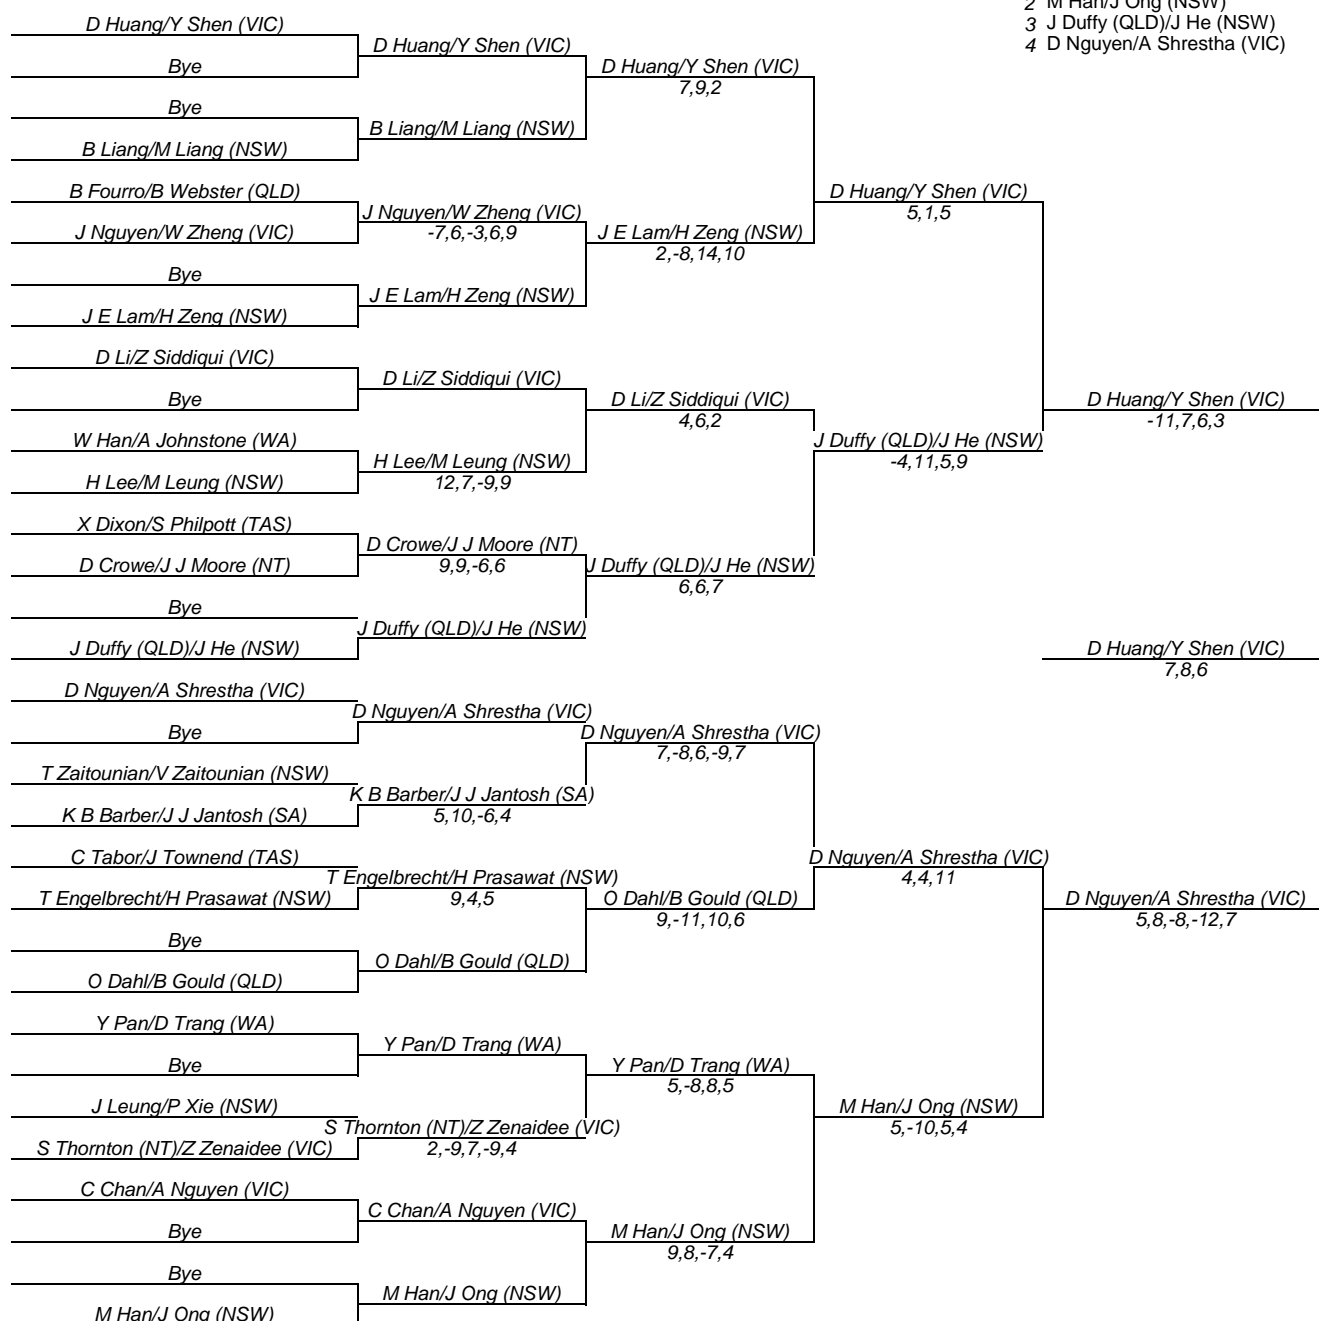 2 M Han/J Ong (NSW)
3 J Duffy (QLD)/J He (NSW)
4 D Nguyen/A Shrestha (VIC)
D Huang/Y Shen (VIC)
Bye
Bye
B Liang/M Liang (NSW)
B Fourro/B Webster (QLD)
J Nguyen/W Zheng (VIC)
Bye
J E Lam/H Zeng (NSW)
D Li/Z Siddiqui (VIC)
Bye
W Han/A Johnstone (WA)
H Lee/M Leung (NSW)
X Dixon/S Philpott (TAS)
D Crowe/J J Moore (NT)
Bye
J Duffy (QLD)/J He (NSW)
D Nguyen/A Shrestha (VIC)
Bye
T Zaitounian/V Zaitounian (NSW)
K B Barber/J J Jantosh (SA)
C Tabor/J Townend (TAS)
T Engelbrecht/H Prasawat (NSW)
Bye
O Dahl/B Gould (QLD)
Y Pan/D Trang (WA)
Bye
J Leung/P Xie (NSW)
S Thornton (NT)/Z Zenaidee (VIC)
C Chan/A Nguyen (VIC)
Bye
Bye
M Han/J Ong (NSW)
D Huang/Y Shen (VIC)
B Liang/M Liang (NSW)
J Nguyen/W Zheng (VIC)
-7,6,-3,6,9
J E Lam/H Zeng (NSW)
D Li/Z Siddiqui (VIC)
H Lee/M Leung (NSW)
12,7,-9,9
D Crowe/J J Moore (NT)
9,9,-6,6
J Duffy (QLD)/J He (NSW)
D Nguyen/A Shrestha (VIC)
K B Barber/J J Jantosh (SA)
5,10,-6,4
T Engelbrecht/H Prasawat (NSW)
9,4,5
O Dahl/B Gould (QLD)
Y Pan/D Trang (WA)
S Thornton (NT)/Z Zenaidee (VIC)
2,-9,7,-9,4
C Chan/A Nguyen (VIC)
M Han/J Ong (NSW)
D Huang/Y Shen (VIC)
7,9,2
J E Lam/H Zeng (NSW)
2,-8,14,10
D Li/Z Siddiqui (VIC)
4,6,2
J Duffy (QLD)/J He (NSW)
6,6,7
D Nguyen/A Shrestha (VIC)
7,-8,6,-9,7
O Dahl/B Gould (QLD)
9,-11,10,6
Y Pan/D Trang (WA)
5,-8,8,5
M Han/J Ong (NSW)
9,8,-7,4
D Huang/Y Shen (VIC)
5,1,5
J Duffy (QLD)/J He (NSW)
-4,11,5,9
D Nguyen/A Shrestha (VIC)
4,4,11
M Han/J Ong (NSW)
5,-10,5,4
D Huang/Y Shen (VIC)
-11,7,6,3
D Huang/Y Shen (VIC)
7,8,6
D Nguyen/A Shrestha (VIC)
5,8,-8,-12,7